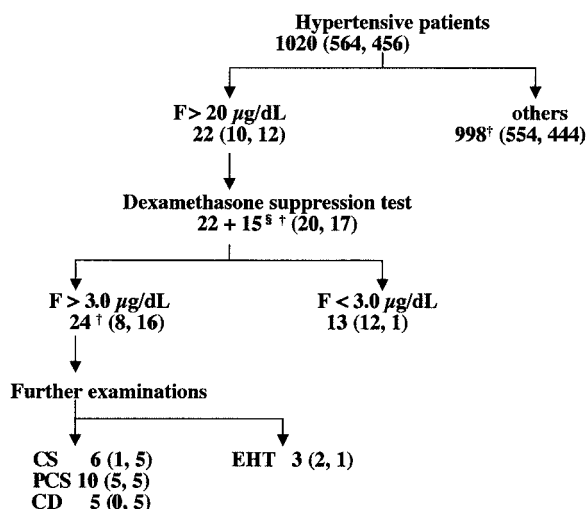 Hypertensive patients
1020 (564, 456)
F> 20 µg/dL
22 (10, 12)
others
998† (554, 444)
Dexamethasone suppression test
22 + 15§ † (20, 17)
F > 3.0 µg/dL
24 † (8, 16)
F < 3.0 µg/dL
13 (12, 1)
Further examinations
CS 6 (1, 5)
EHT 3 (2, 1)
PCS 10 (5, 5)
CD 5 (0, 5)